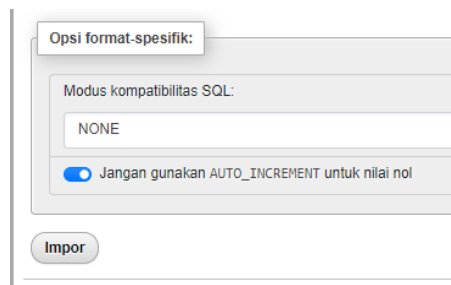 Opsi format-spesifik:
Modus kompatibilitas SQL:
NONE
Jangan gunakan AUTO_INCREMENT untuk nilai nol
Impor